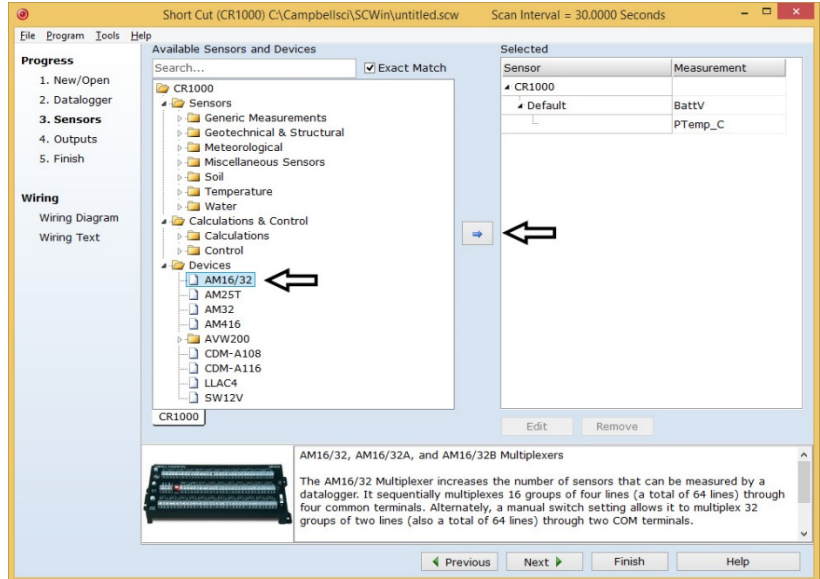 Short Cut (CR1000) C:\Campbellsci\SCWin\untitled.scw Scan Interval = 30.0000 Seconds
File Program Tools Help
Progress
1. New/Open
2. Datalogger
3. Sensors
4. Outputs
5. Finish
Wiring
Wiring Diagram
Wiring Text
Available Sensors and Devices
Search...
Exact Match
CR1000
Sensors
Generic Measurements
Geotechnical & Structural
Meteorological
Miscellaneous Sensors
Soil
Temperature
Water
Calculations & Control
Calculations
Control
Devices
AM16/32
AM25T
AM32
AM416
AVW200
CDM-A108
CDM-A116
LLAC4
SW12V
CR1000
Selected
Sensor Measurement
CR1000
Default BattV
PTemp_C
Edit Remove
AM16/32, AM16/32A, and AM16/32B Multiplexers
The AM16/32 Multiplexer increases the number of sensors that can be measured by a
datalogger. It sequentially multiplexes 16 groups of four lines (a total of 64 lines) through
four common terminals. Alternately, a manual switch setting allows it to multiplex 32
groups of two lines (also a total of 64 lines) through two COM terminals.
Previous Next Finish Help